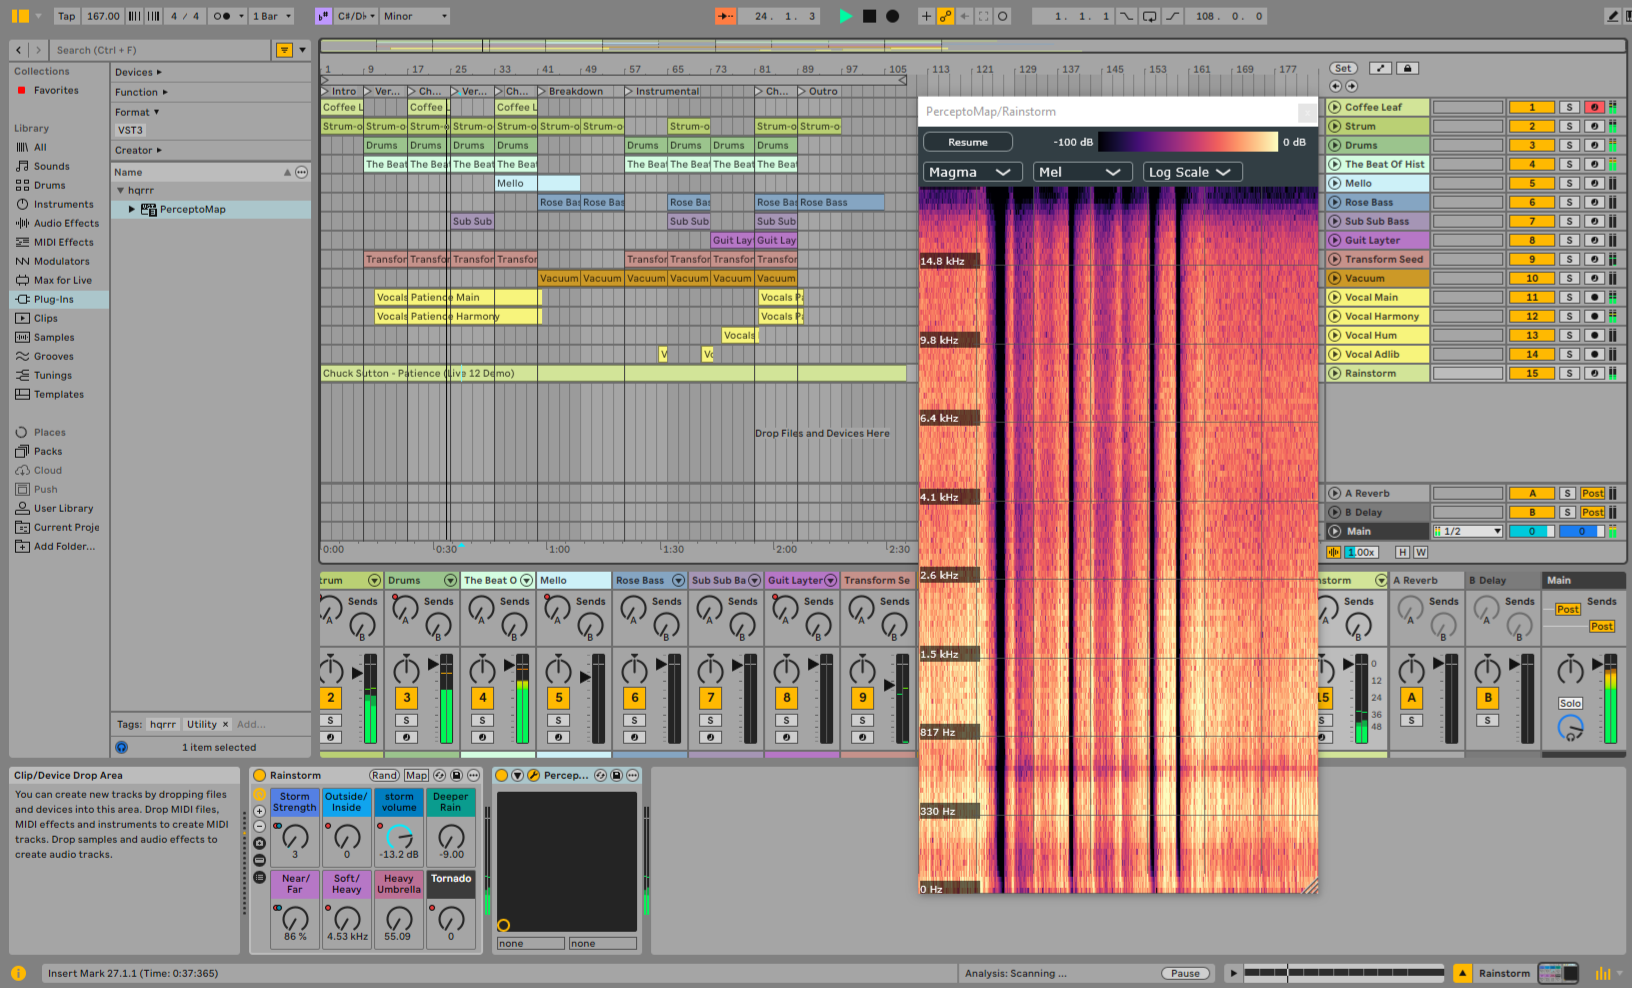 Tap 167.00 4 / 4 1 Bar C#/D♭ Minor 24. 1. 3 1. 1. 1 108. 0. 0
Search (Ctrl + F)
Collections
Favorites
Library
All
Sounds
Drums
Instruments
Audio Effects
MIDI Effects
Modulators
Max for Live
Plug-Ins
Clips
Samples
Grooves
Tunings
Templates
Places
Packs
Cloud
Push
User Library
Current Proje
Add Folder...
Devices
Function
Format
VST3
Creator
Name
hqrrr
PerceptoMap
Tags: hqrrr Utility × Add...
1 item selected
1 9 17 25 33 41 49 57 65 73 81 89 97 105 113 121 129 137 145 153 161 169 177
Intro Ver... Ch... Ver... Ch... Breakdown Instrumental Ch... Outro
Coffee L Coffee Coffee L
Strum-o Strum-o Strum-o Strum-o Strum-o Strum-o Strum-o Strum-o Strum-o Strum-o
Drums Drums Drums Drums Drums Drums Drums Drums
The Beat The Beat The Beat The Beat The Beat The Beat The Beat The Beat
Mello
Rose Bas Rose Bas Rose Bas Rose Bas Rose Bass
Sub Sub Sub Sub Sub Sub
Guit Layt Guit Lay
Transfor Transfor Transfor Transfor Transfor Transfor Transfor Transfor
Vacuum Vacuum Vacuum Vacuum Vacuum Vacuum
Vocals Patience Main Vocals Pa
Vocals Patience Harmony Vocals Pa
Vocals
V Vo
Chuck Sutton - Patience (Live 12 Demo)
Drop Files and Devices Here
0:00 0:30 1:00 1:30 2:00 2:30
PerceptoMap/Rainstorm
Resume -100 dB 0 dB
Magma Mel Log Scale
14.8 kHz
9.8 kHz
6.4 kHz
4.1 kHz
2.6 kHz
1.5 kHz
817 Hz
330 Hz
0 Hz
Set
Coffee Leaf 1 S
Strum 2 S
Drums 3 S
The Beat Of Hist 4 S
Mello 5 S
Rose Bass 6 S
Sub Sub Bass 7 S
Guit Layter 8 S
Transform Seed 9 S
Vacuum 10 S
Vocal Main 11 S
Vocal Harmony 12 S
Vocal Hum 13 S
Vocal Adlib 14 S
Rainstorm 15 S
A Reverb A S Post
B Delay B S Post
Main 1/2 0 0
1.00x H W
trum Drums The Beat O Mello Rose Bass Sub Sub Ba Guit Layter Transform Se nstorm A Reverb B Delay Main
Sends Sends Sends Sends Sends Sends Sends Sends Sends Sends Sends Sends
A A A A A A A A A A A Post
B B B B B B B B B B B Post
0
12
24
36
48
2 3 4 5 6 7 8 9 15 A B Solo
S S S S S S S S S S S
Clip/Device Drop Area
You can create new tracks by dropping files
and devices into this area. Drop MIDI files,
MIDI effects and instruments to create MIDI
tracks. Drop samples and audio effects to
create audio tracks.
Rainstorm Rand Map
Storm Strength Outside/ Inside storm volume Deeper Rain
3 0 -13.2 dB -9.00
Near/ Far Soft/ Heavy Heavy Umbrella Tornado
86 % 4.53 kHz 55.09 0
Percep...
none none
Insert Mark 27.1.1 (Time: 0:37:365)
Analysis: Scanning ... Pause
Rainstorm